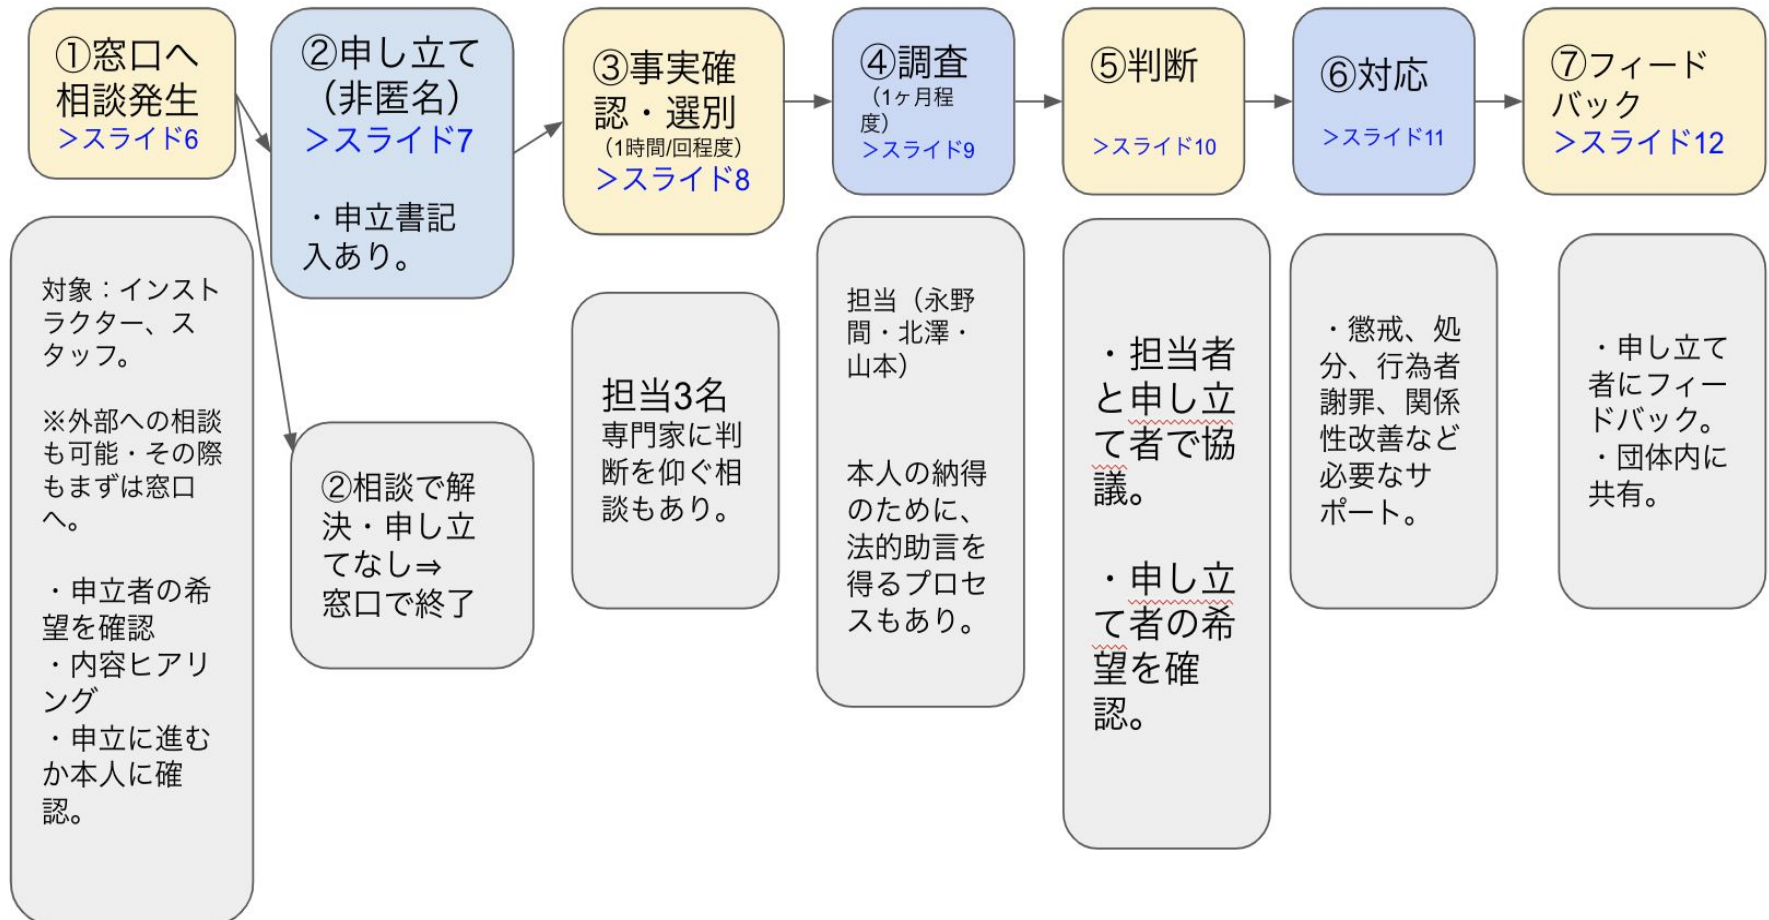 ①窓口へ
相談発生
＞スライド6
②申し立て
（非匿名）
＞スライド7
・申立書記
入あり。
③事実確
認・選別
（1時間/回程度）
＞スライド8
④調査
（1ヶ月程
度）
＞スライド9
⑤判断
＞スライド10
⑥対応
＞スライド11
⑦フィード
バック
＞スライド12
対象：インスト
ラクター、ス
タッフ。
※外部への相談
も可能・その際
もまずは窓口
へ。
・申立者の希
望を確認
・内容ヒアリ
ング
・申立に進む
か本人に確
認。
②相談で解
決・申し立
てなし⇒
窓口で終了
担当3名
専門家に判
断を仰ぐ相
談もあり。
担当（永野
間・北澤・
山本）
本人の納得
のために、
法的助言を
得るプロセ
スもあり。
・担当者
と申し立
て者で協
議。
・申し立
て者の希
望を確
認。
・懲戒、処
分、行為者
謝罪、関係
性改善など
必要なサ
ポート。
・申し立て
者にフィー
ドバック。
・団体内に
共有。